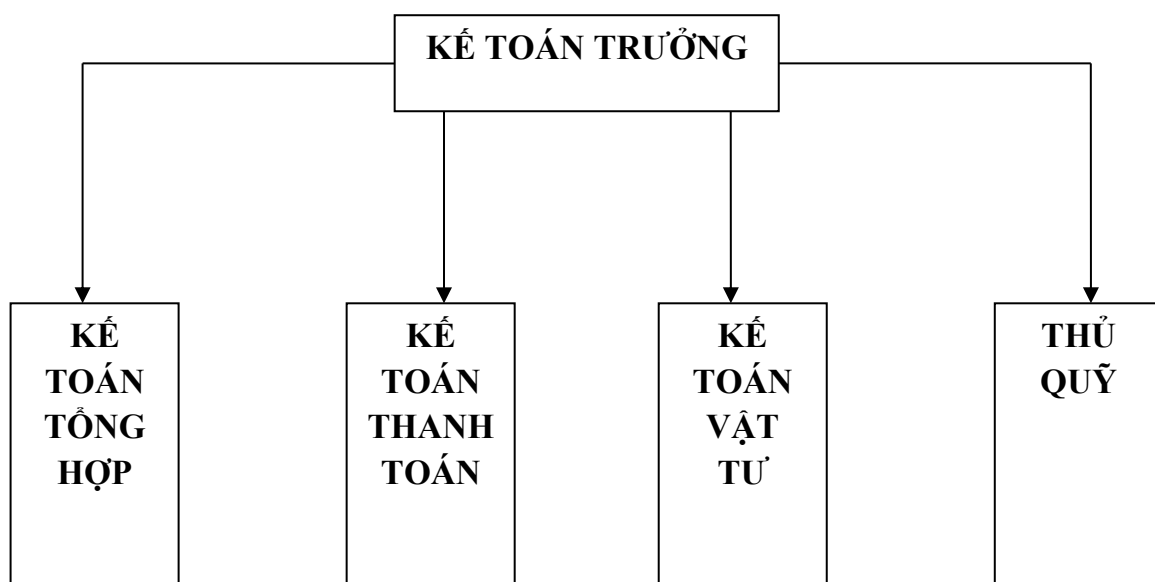 KẾ TOÁN TRƯỞNG
KẾ
TOÁN
TỔNG
HỢP
KẾ
TOÁN
THANH
TOÁN
KẾ
TOÁN
VẬT
TƯ
THỦ
QUỸ